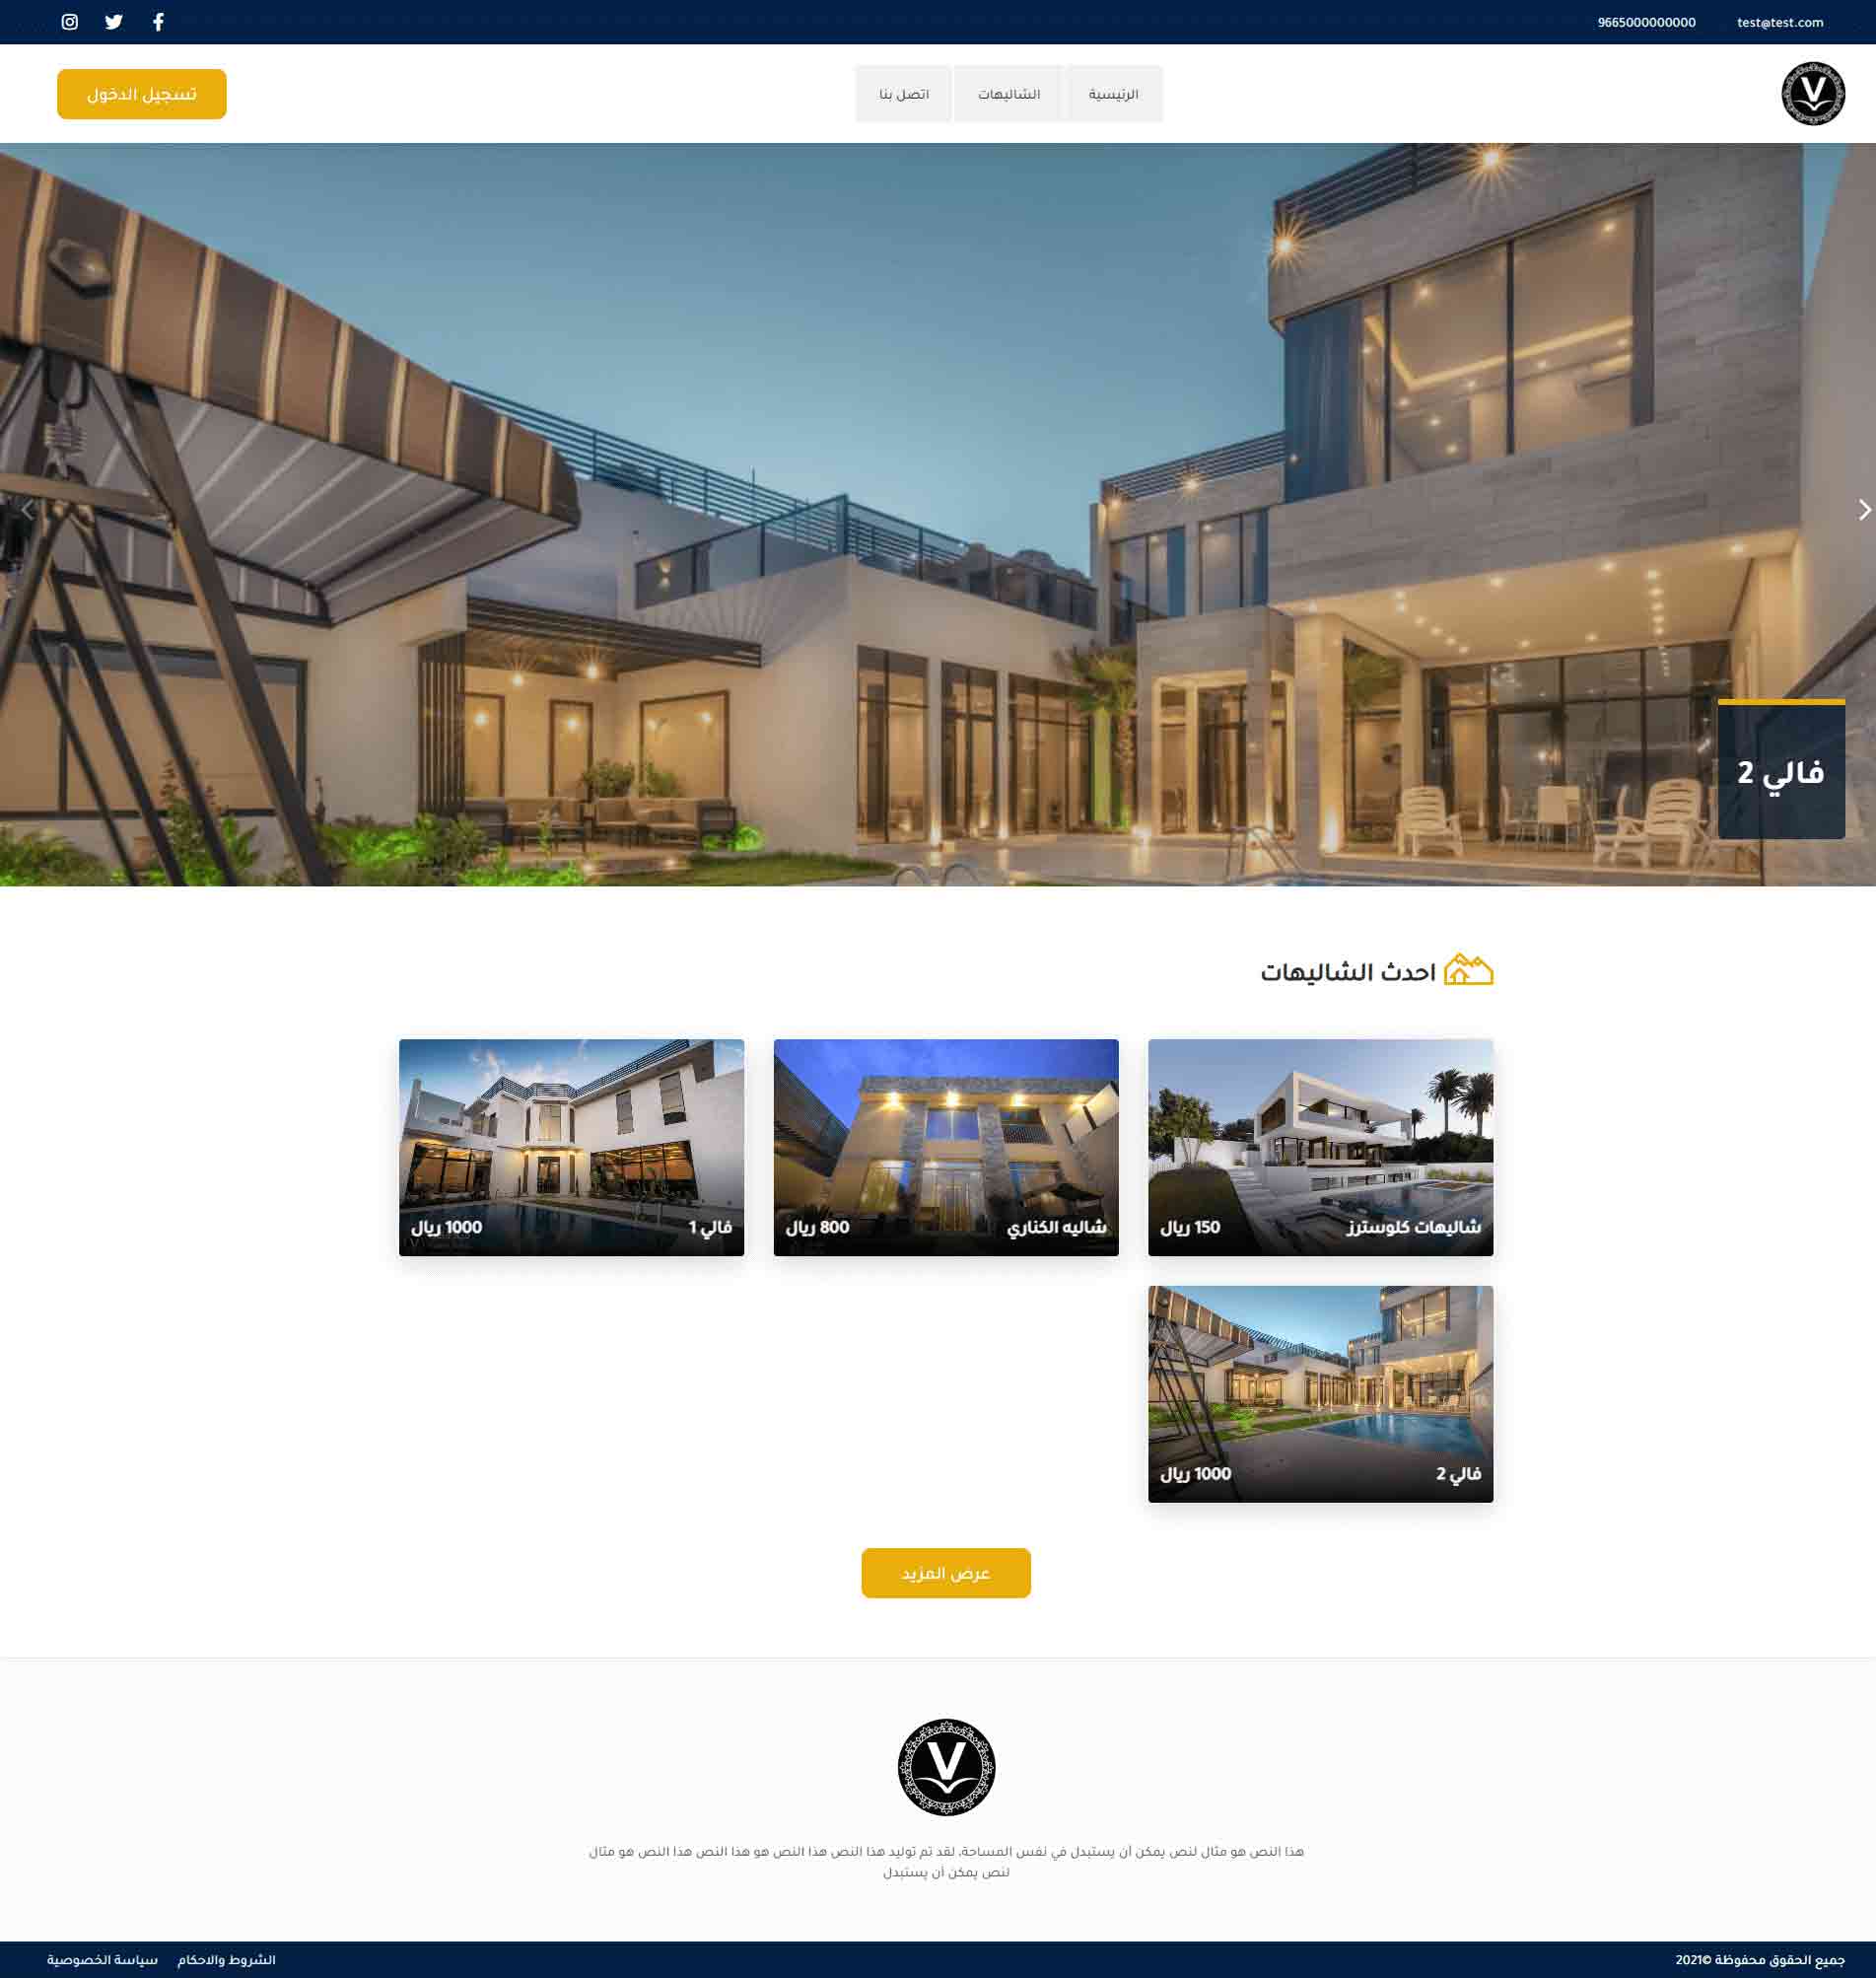 test@test.com 9665000000000
الرئيسية الشاليهات اتصل بنا
تسجيل الدخول
فالي 2
احدث الشاليهات
شاليهات كلوسترز 150 ريال
شاليه الكناري 800 ريال
فالي 1 1000 ريال
فالي 2 1000 ريال
عرض المزيد
V
هذا النص هو مثال لنص يمكن أن يستبدل في نفس المساحة، لقد تم توليد هذا النص هذا النص هو هذا النص هذا النص هو مثال
لنص يمكن أن يستبدل
جميع الحقوق محفوظة ©2021
الشروط والاحكام سياسة الخصوصية